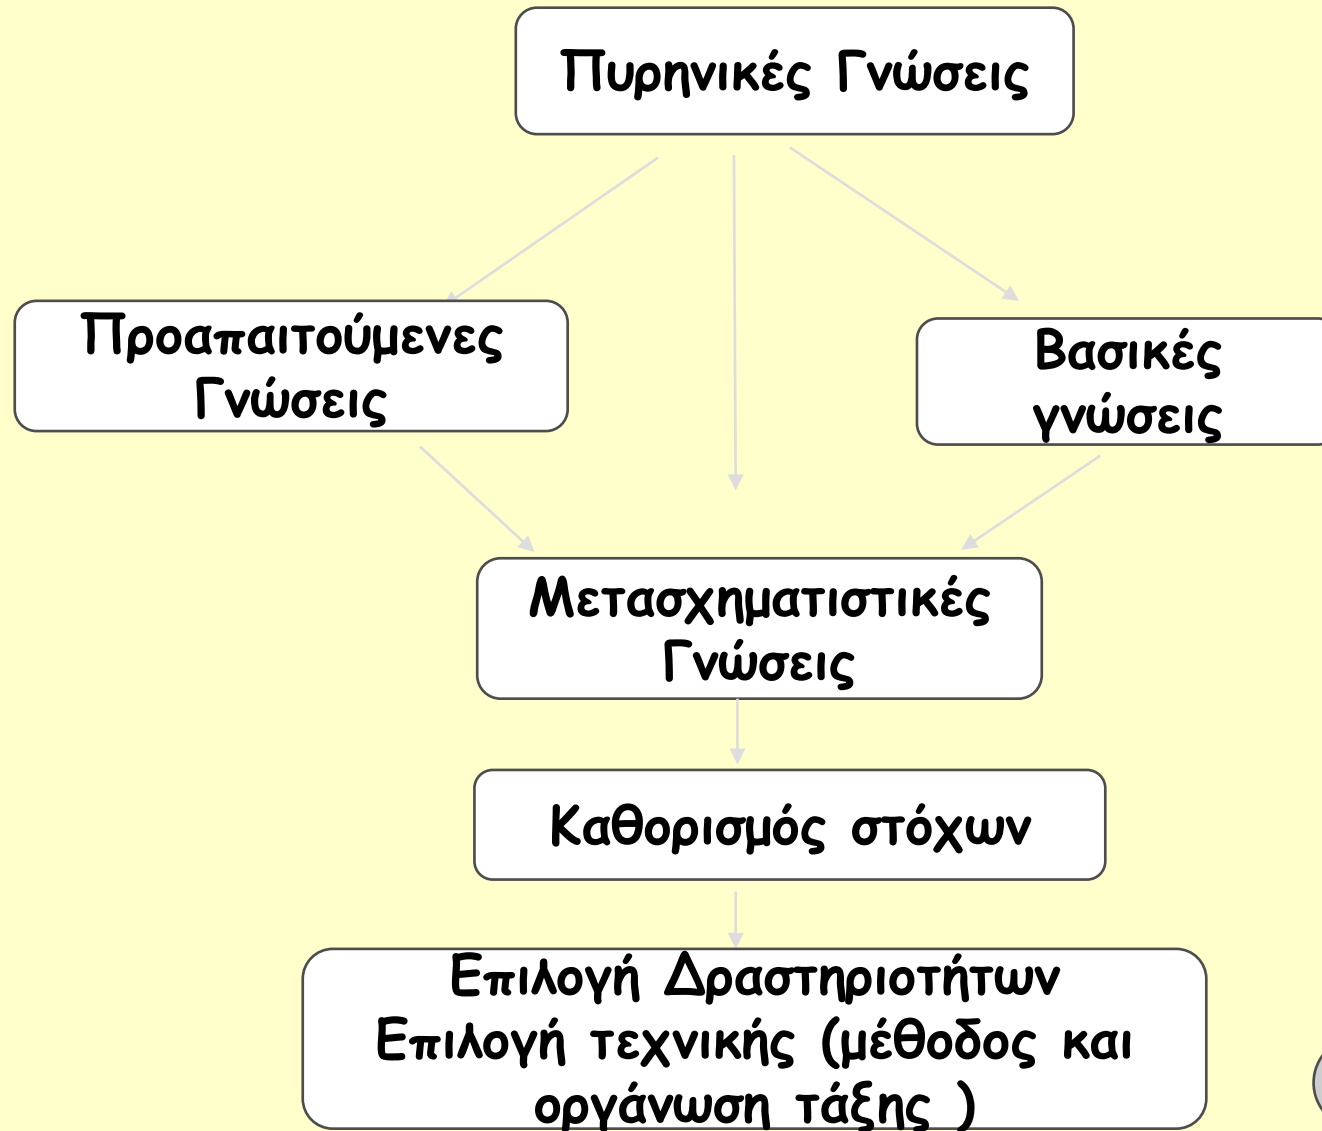 Πυρηνικές Γνώσεις
Προαπαιτούμενες
Γνώσεις
Βασικές
γνώσεις
Μετασχηματιστικές
Γνώσεις
Καθορισμός στόχων
Επιλογή Δραστηριοτήτων
Επιλογή τεχνικής (μέθοδος και
οργάνωση τάξης )